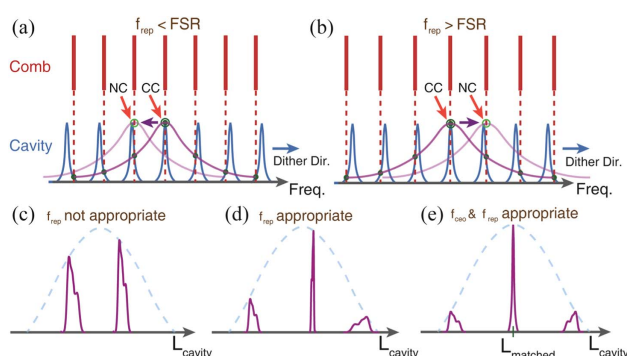 (a)
f_rep < FSR
(b)
f_rep > FSR
Comb
NC
CC
CC
NC
Cavity
Dither Dir.
Dither Dir.
Freq.
Freq.
(c)
f_rep not appropriate
(d)
f_rep appropriate
(e)
f_ceo & f_rep appropriate
L_cavity
L_cavity
L_matched
L_cavity